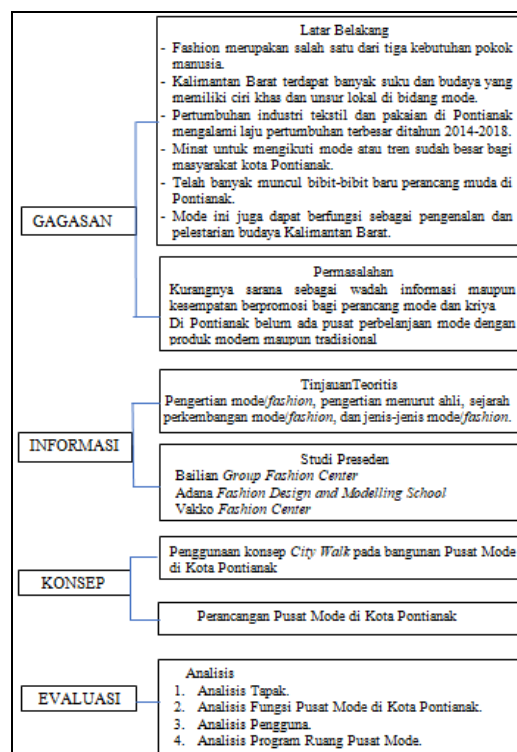 Latar Belakang
- Fashion merupakan salah satu dari tiga kebutuhan pokok
manusia.
- Kalimantan Barat terdapat banyak suku dan budaya yang
memiliki ciri khas dan unsur lokal di bidang mode.
- Pertumbuhan industri tekstil dan pakaian di Pontianak
mengalami laju pertumbuhan terbesar ditahun 2014-2018.
- Minat untuk mengikuti mode atau tren sudah besar bagi
masyarakat kota Pontianak.
- Telah banyak muncul bibit-bibit baru perancang muda di
Pontianak.
- Mode ini juga dapat berfungsi sebagai pengenalan dan
pelestarian budaya Kalimantan Barat.
GAGASAN
Permasalahan
Kurangnya sarana sebagai wadah informasi maupun
kesempatan berpromosi bagi perancang mode dan kriya
Di Pontianak belum ada pusat perbelanjaan mode dengan
produk modern maupun tradisional
TinjauanTeoritis
Pengertian mode/fashion, pengertian menurut ahli, sejarah
perkembangan mode/fashion, dan jenis-jenis mode/fashion.
INFORMASI
Studi Preseden
Bailian Group Fashion Center
Adana Fashion Design and Modelling School
Vakko Fashion Center
Penggunaan konsep City Walk pada bangunan Pusat Mode
di Kota Pontianak
KONSEP
Perancangan Pusat Mode di Kota Pontianak
Analisis
1. Analisis Tapak.
2. Analisis Fungsi Pusat Mode di Kota Pontianak.
3. Analisis Pengguna.
4. Analisis Program Ruang Pusat Mode.
EVALUASI